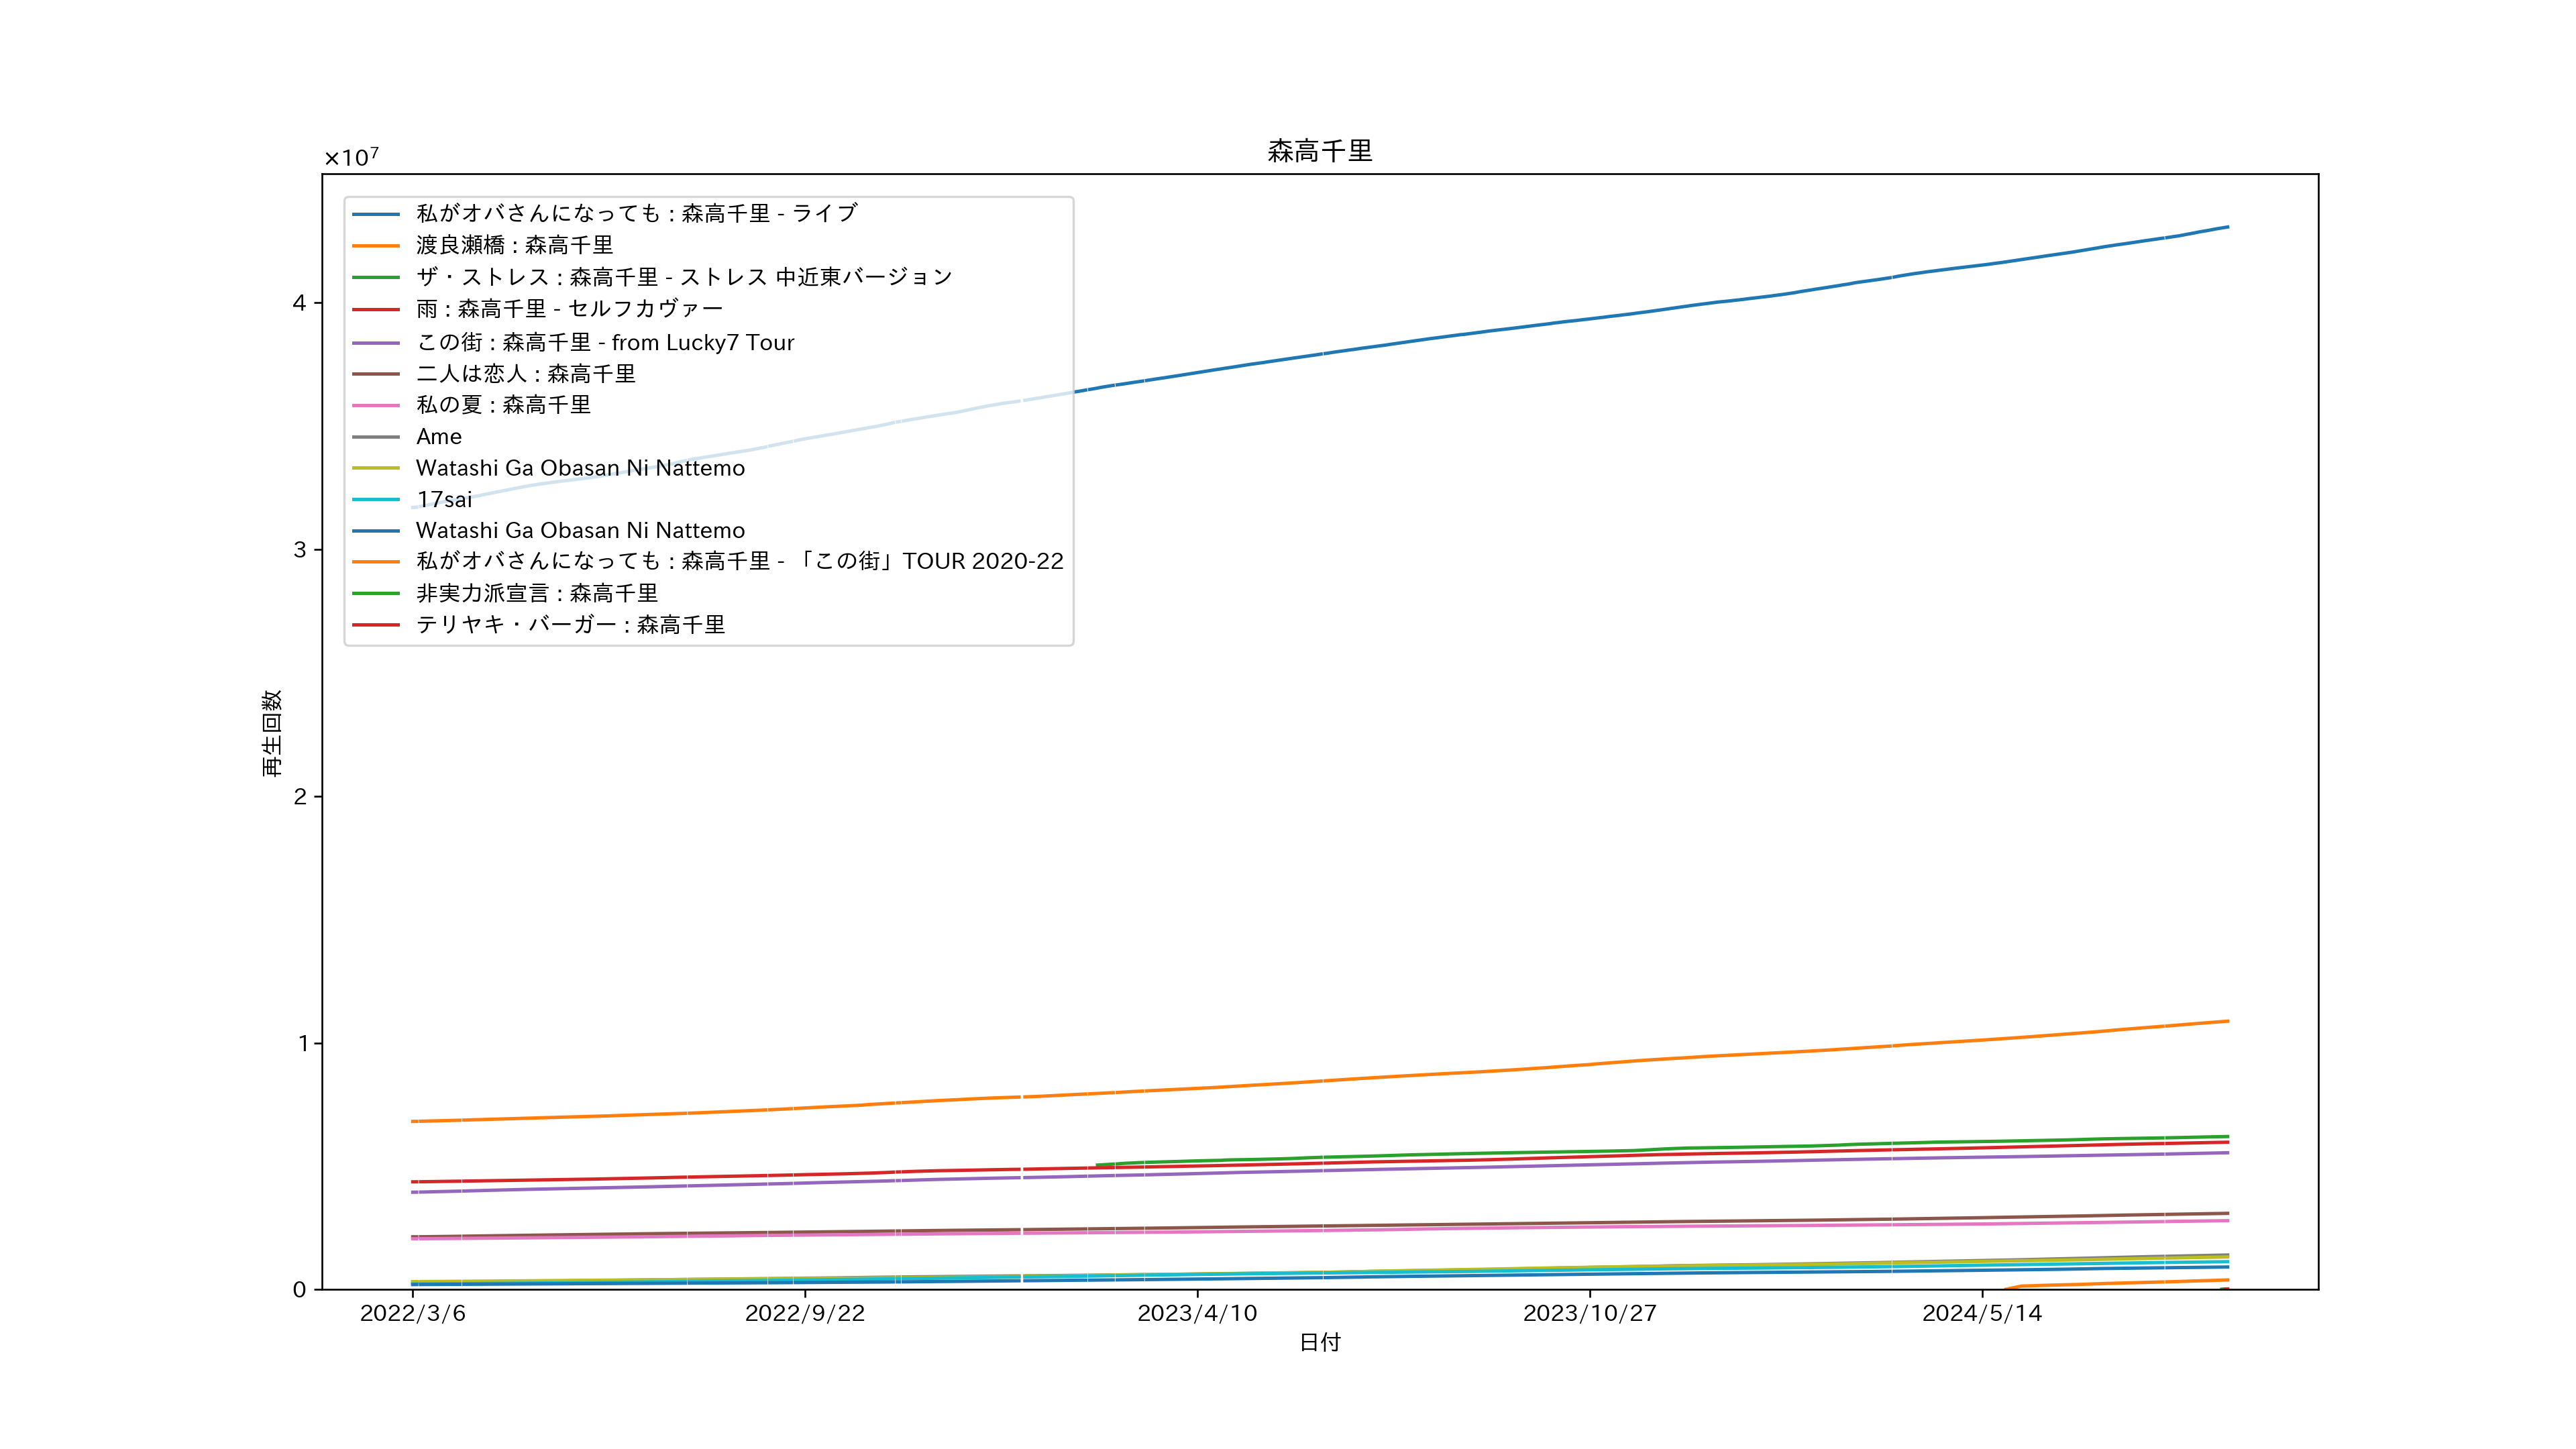 森高千里
×10⁷
私がオバさんになっても : 森高千里 - ライブ
渡良瀬橋 : 森高千里
ザ・ストレス : 森高千里 - ストレス 中近東バージョン
雨 : 森高千里 - セルフカヴァー
この街 : 森高千里 - from Lucky7 Tour
二人は恋人 : 森高千里
私の夏 : 森高千里
Ame
Watashi Ga Obasan Ni Nattemo
17sai
Watashi Ga Obasan Ni Nattemo
私がオバさんになっても : 森高千里 - 「この街」TOUR 2020-22
非実力派宣言 : 森高千里
テリヤキ・バーガー : 森高千里
4
3
2
1
0
再生回数
2022/3/6
2022/9/22
2023/4/10
2023/10/27
2024/5/14
日付